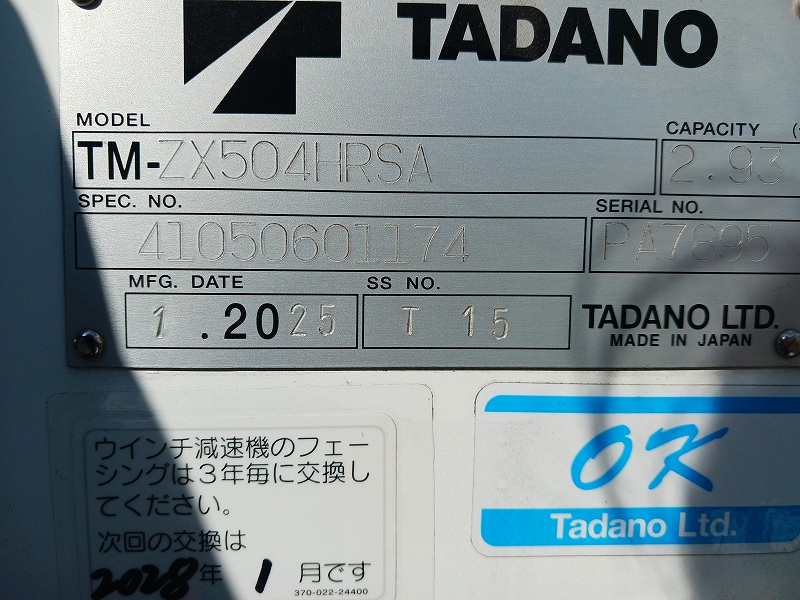 TADANO
MODEL
CAPACITY
TM-ZX504HRSA
2.93
SPEC. NO.
SERIAL NO.
41050601174
PA7895
MFG. DATE
SS NO.
1 .2025
T 15
TADANO LTD.
MADE IN JAPAN
ウインチ減速機のフェー
シングは3年毎に交換し
てください。
次回の交換は
2028年 1 月です
370-022-24400
OK
Tadano Ltd.